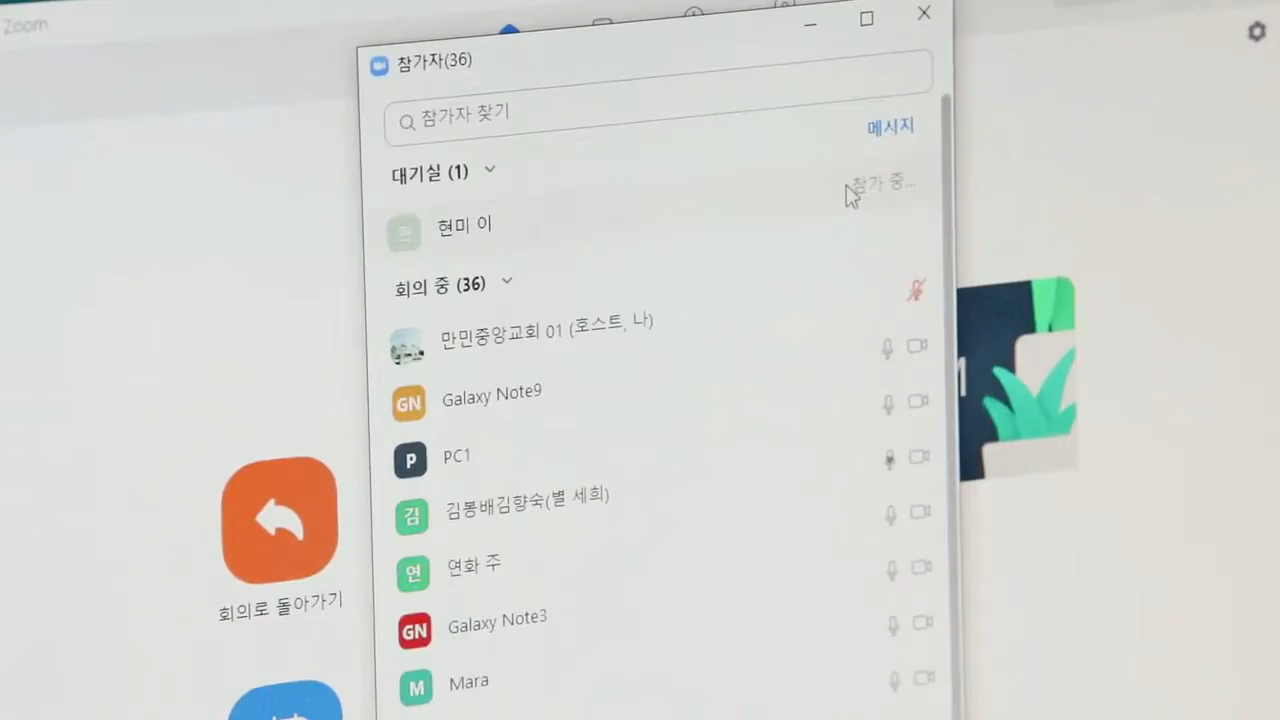 Zoom
참가자(36)
참가자 찾기
메시지
대기실 (1)
참가 중...
현
현미 이
회의 중 (36)
만민중앙교회 01 (호스트, 나)
GN
Galaxy Note9
P
PC1
김
김봉배김향숙(별 세희)
연
연화 주
GN
Galaxy Note3
M
Mara
회의로 돌아가기